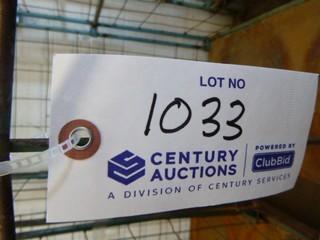 LOT NO
1033
CENTURY AUCTIONS
POWERED BY
ClubBid
A DIVISION OF CENTURY SERVICES